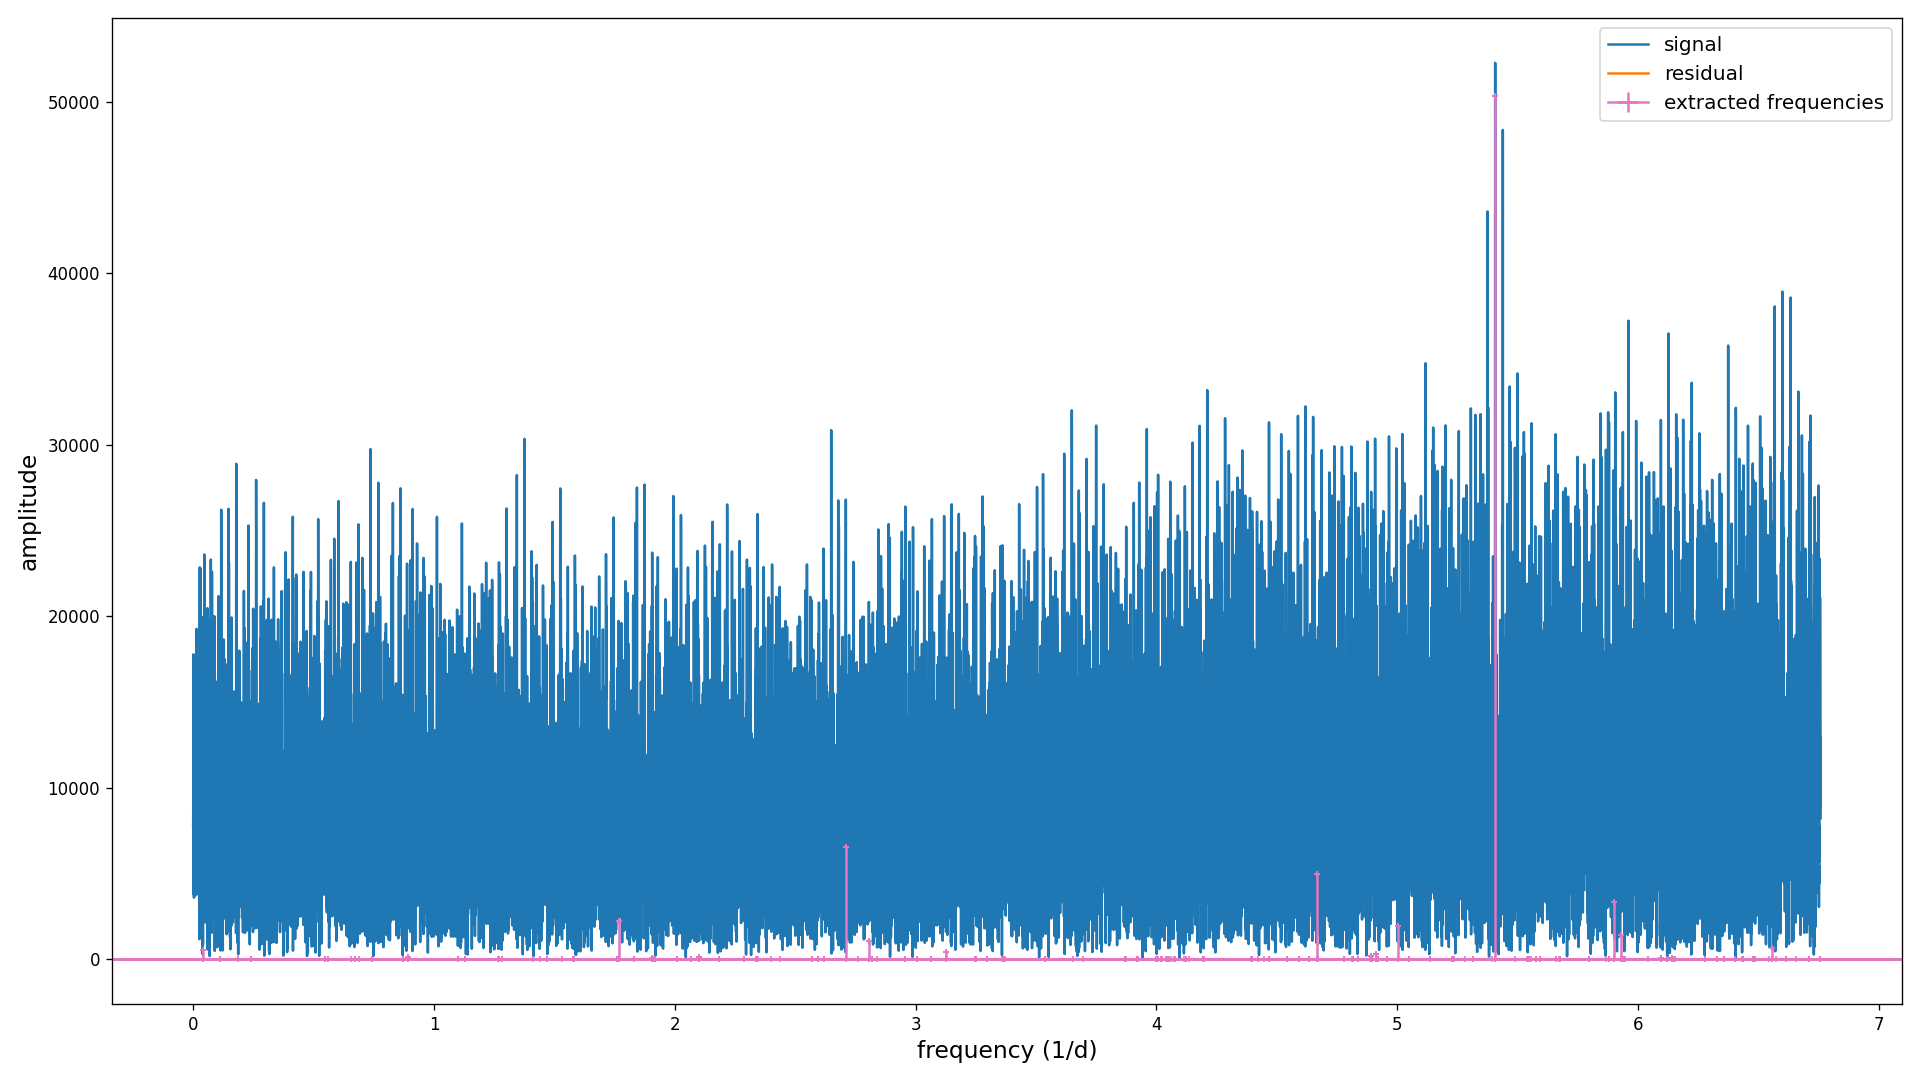 signal
residual
extracted frequencies
amplitude
50000
40000
30000
20000
10000
0
0 1 2 3 4 5 6 7
frequency (1/d)